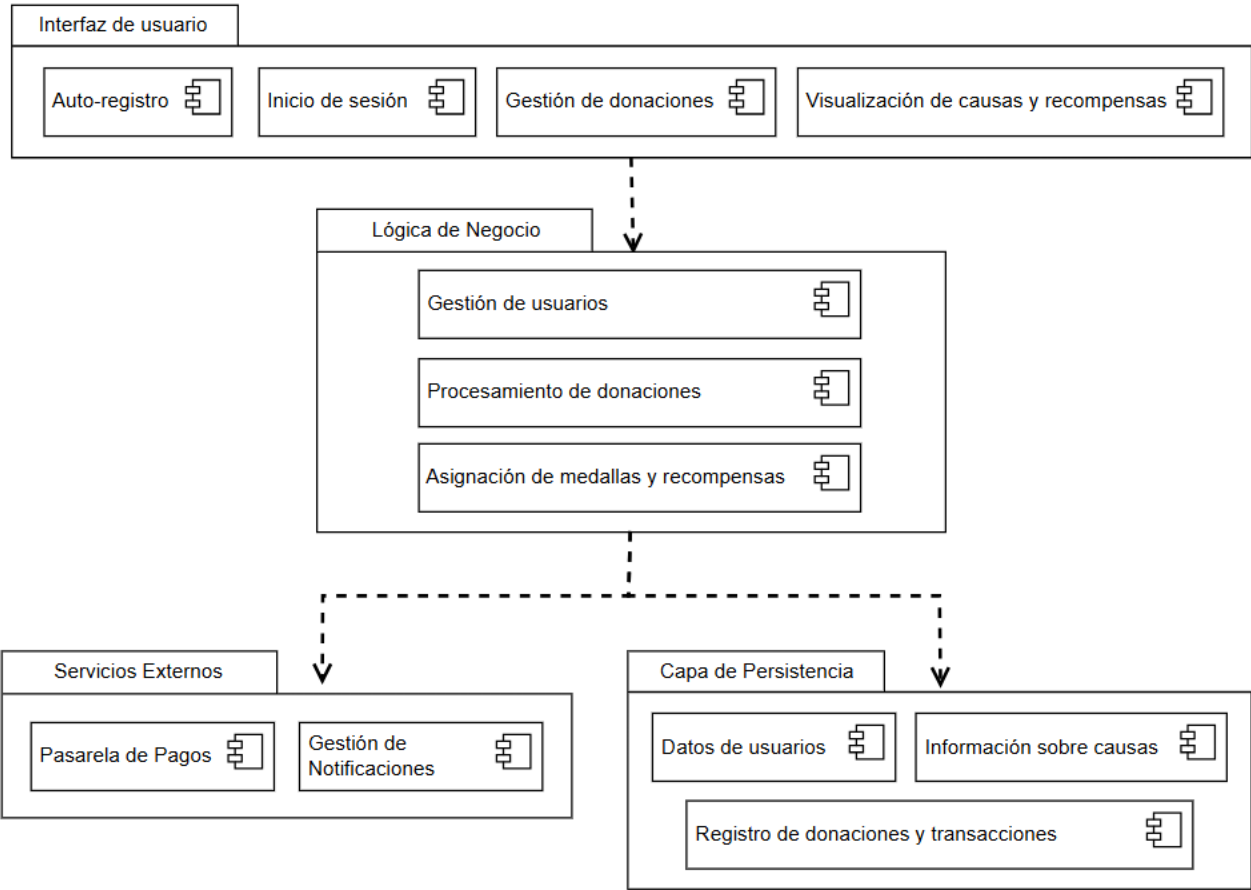 Interfaz de usuario
Auto-registro
Inicio de sesión
Gestión de donaciones
Visualización de causas y recompensas
Lógica de Negocio
Gestión de usuarios
Procesamiento de donaciones
Asignación de medallas y recompensas
Servicios Externos
Pasarela de Pagos
Gestión de
Notificaciones
Capa de Persistencia
Datos de usuarios
Información sobre causas
Registro de donaciones y transacciones